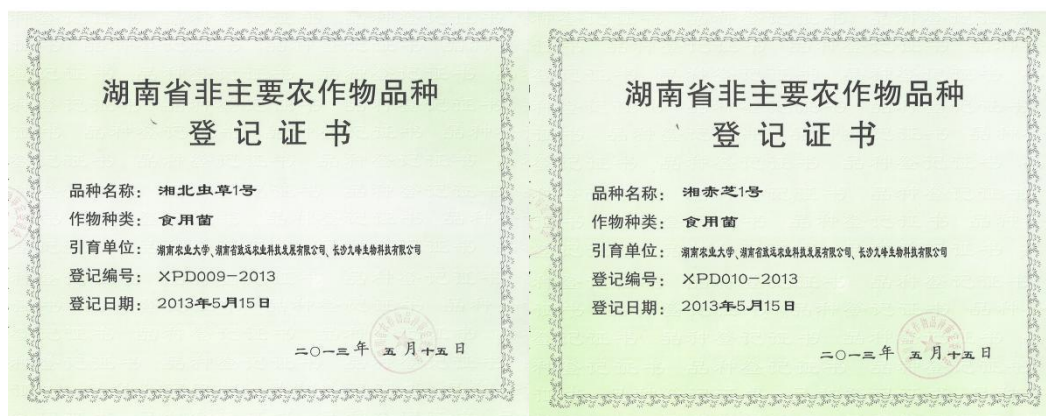 湖南省非主要农作物品种
登记证书
品种名称：湘北虫草1号
作物种类：食用菌
引育单位：湖南农业大学、湖南省致远农业科技发展有限公司、长沙九峰生物科技有限公司
登记编号：XPD009-2013
登记日期：2013年5月15日
二〇一三年 五月十五日
湖南省非主要农作物品种
登记证书
品种名称：湘赤芝1号
作物种类：食用菌
引育单位：湖南农业大学、湖南省致远农业科技发展有限公司、长沙九峰生物科技有限公司
登记编号：XPD010-2013
登记日期：2013年5月15日
二〇一三年 五月十五日